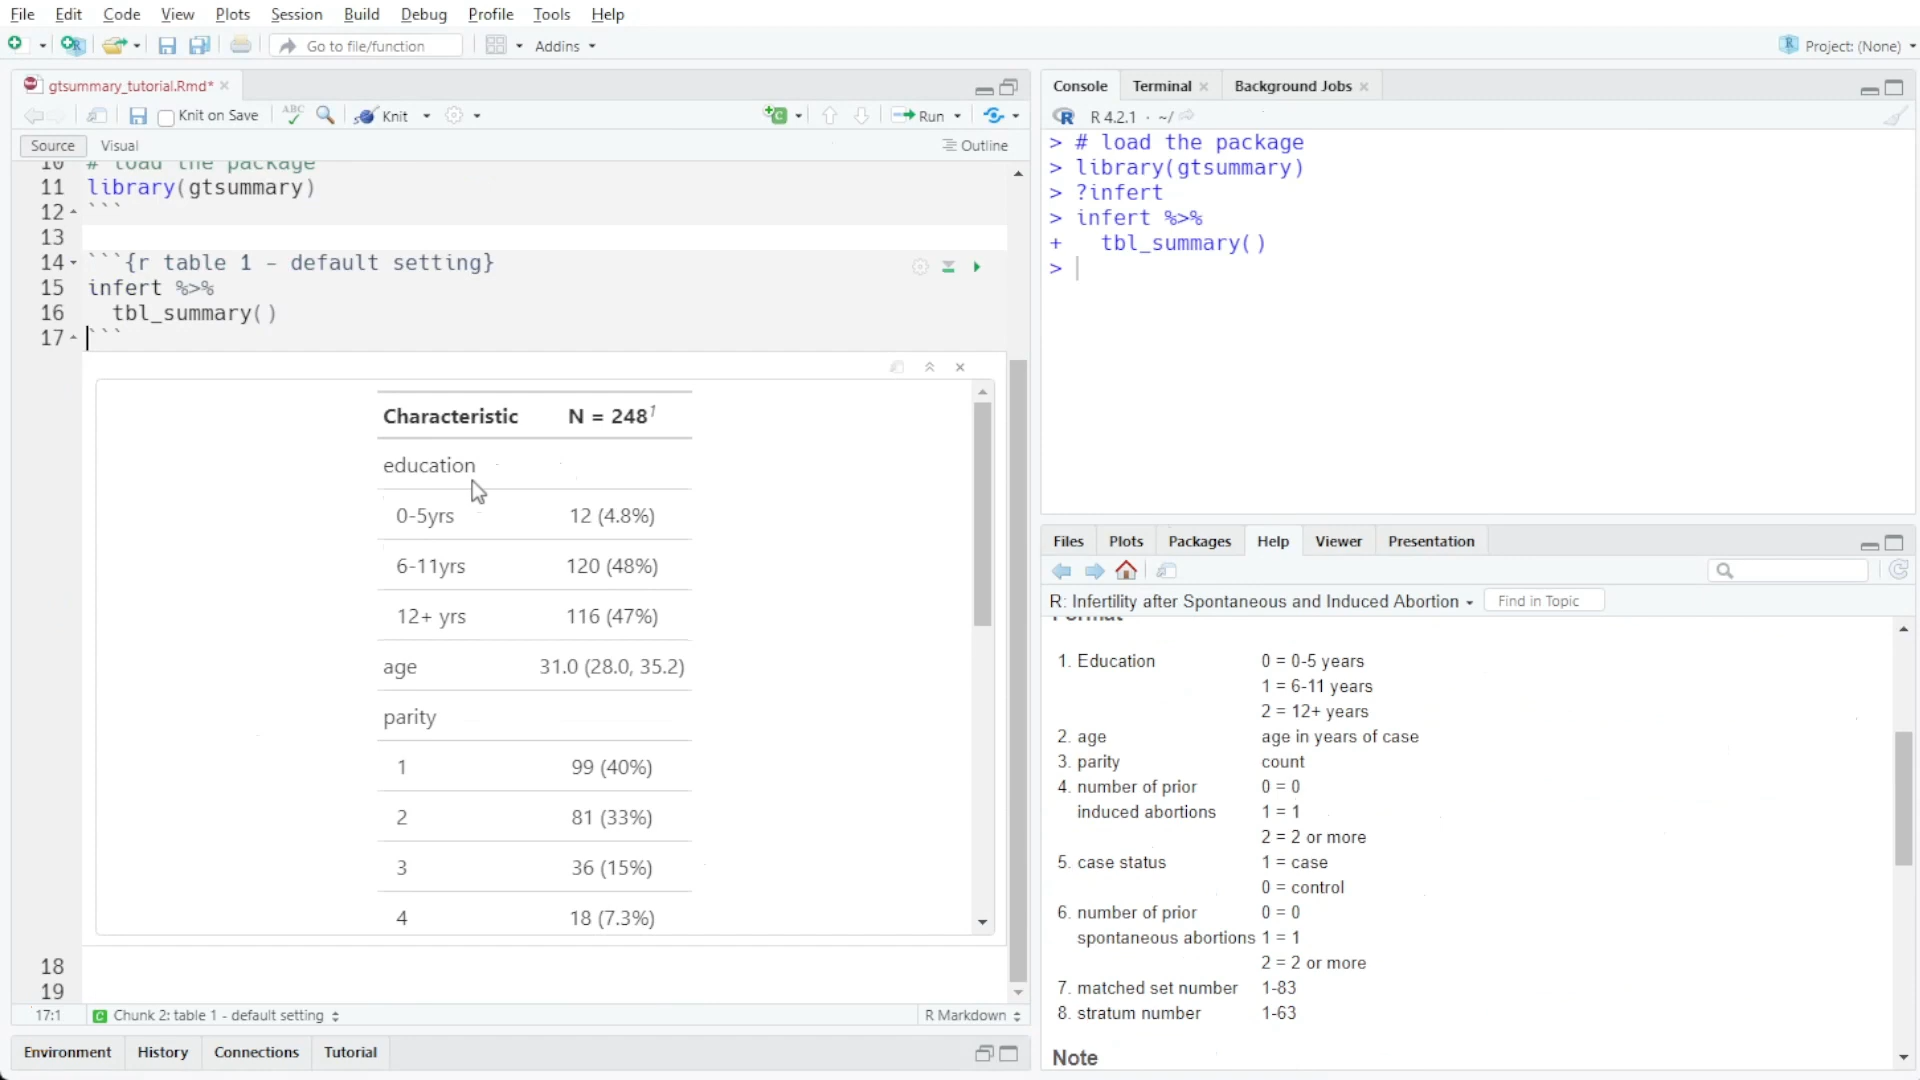 File Edit Code View Plots Session Build Debug Profile Tools Help
Go to file/function Addins Project: (None)
gtsummary_tutorial.Rmd*
Knit on Save ABC Knit Run
Source Visual Outline
10 # load the package
11 library(gtsummary)
12 ```
13
14 ```{r table 1 - default setting}
15 infert %>%
16 tbl_summary()
17 ```
Characteristic N = 248¹
education
0-5yrs 12 (4.8%)
6-11yrs 120 (48%)
12+ yrs 116 (47%)
age 31.0 (28.0, 35.2)
parity
1 99 (40%)
2 81 (33%)
3 36 (15%)
4 18 (7.3%)
18
19
17:1 C Chunk 2: table 1 - default setting R Markdown
Environment History Connections Tutorial
Console Terminal Background Jobs
R R 4.2.1 · ~/
> # load the package
> library(gtsummary)
> ?infert
> infert %>%
+ tbl_summary()
>
Files Plots Packages Help Viewer Presentation
R: Infertility after Spontaneous and Induced Abortion Find in Topic
Format
1. Education 0 = 0-5 years
1 = 6-11 years
2 = 12+ years
2. age age in years of case
3. parity count
4. number of prior 0 = 0
induced abortions 1 = 1
2 = 2 or more
5. case status 1 = case
0 = control
6. number of prior 0 = 0
spontaneous abortions 1 = 1
2 = 2 or more
7. matched set number 1-83
8. stratum number 1-63
Note